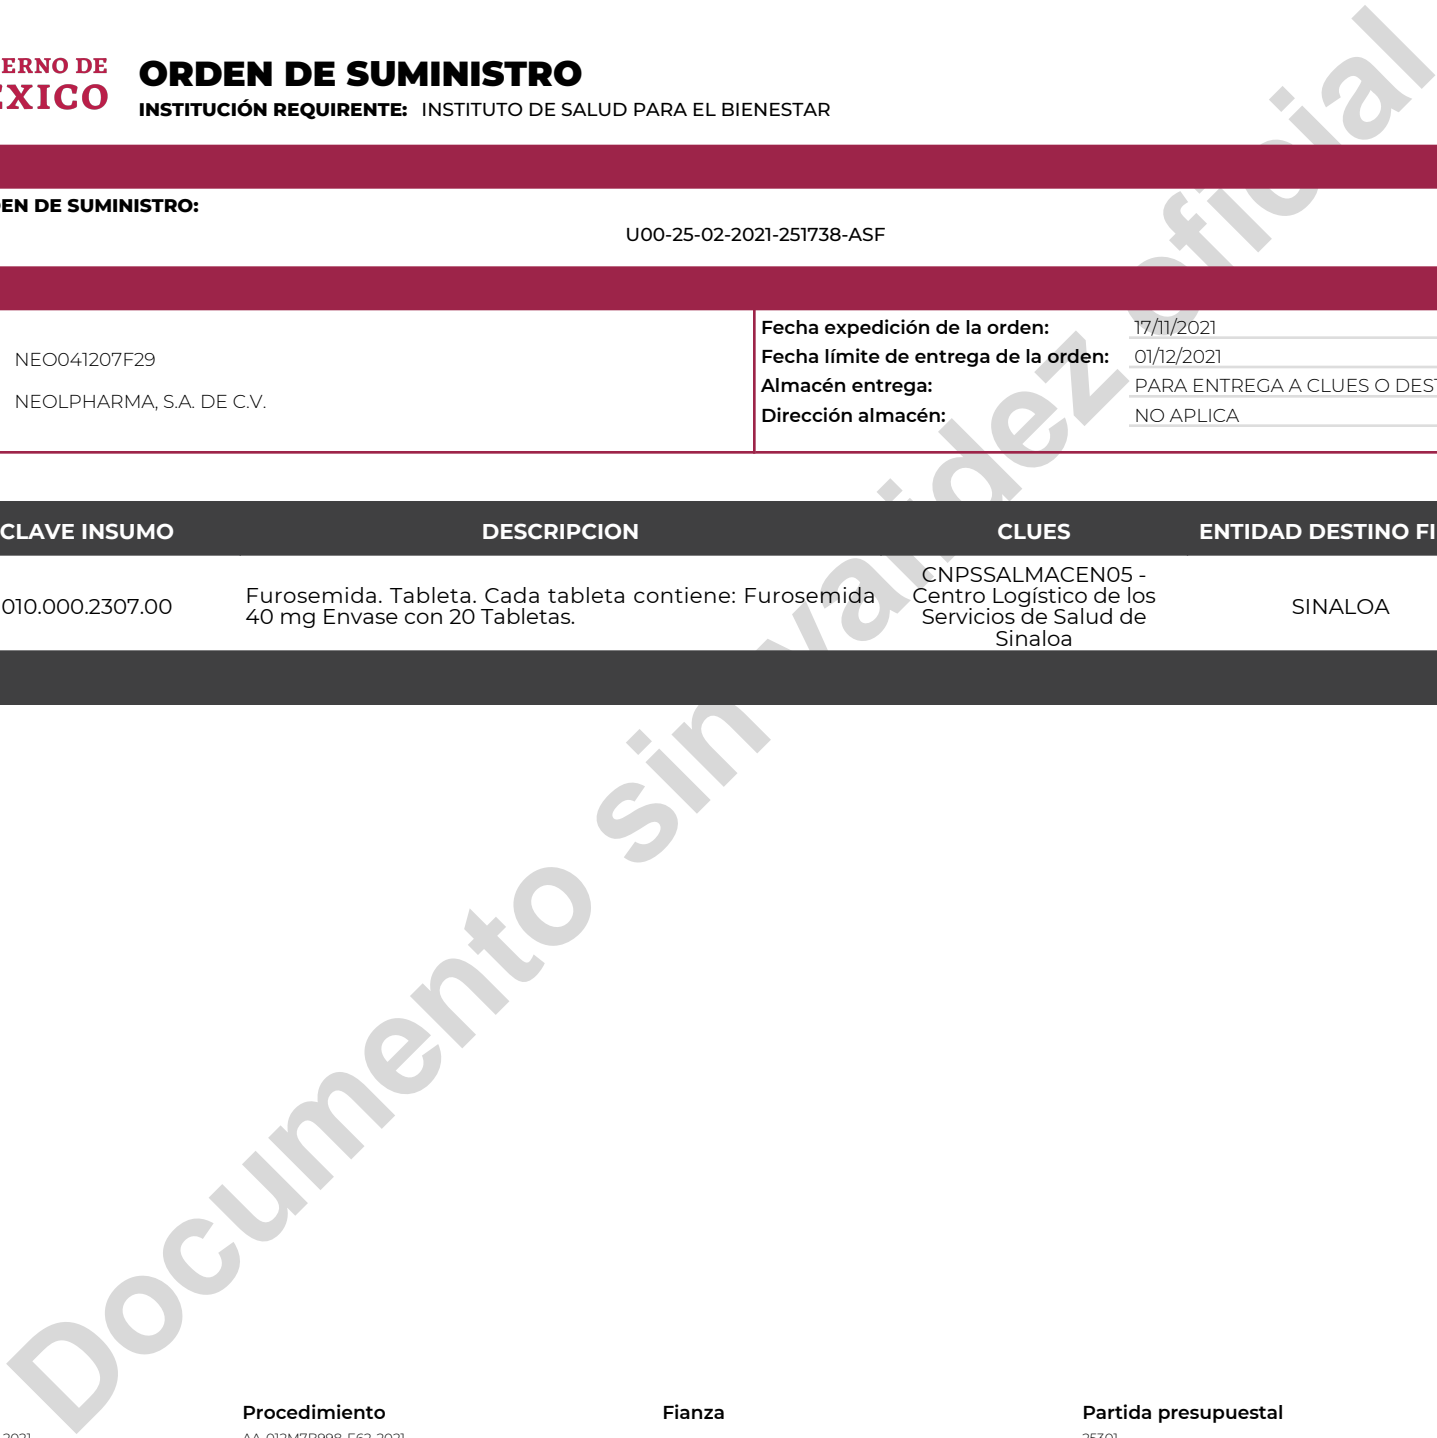 ERNO DE
EXICO
ORDEN DE SUMINISTRO
INSTITUCIÓN REQUIRENTE: INSTITUTO DE SALUD PARA EL BIENESTAR
EN DE SUMINISTRO:
U00-25-02-2021-251738-ASF
NEO041207F29
NEOLPHARMA, S.A. DE C.V.
Fecha expedición de la orden: 17/11/2021
Fecha límite de entrega de la orden: 01/12/2021
Almacén entrega: PARA ENTREGA A CLUES O DEST
Dirección almacén: NO APLICA
CLAVE INSUMO DESCRIPCION CLUES ENTIDAD DESTINO FI
010.000.2307.00
Furosemida. Tableta. Cada tableta contiene: Furosemida
40 mg Envase con 20 Tabletas.
CNPSSALMACEN05 -
Centro Logístico de los
Servicios de Salud de
Sinaloa
SINALOA
Documento sin validez oficial
Procedimiento Fianza Partida presupuestal